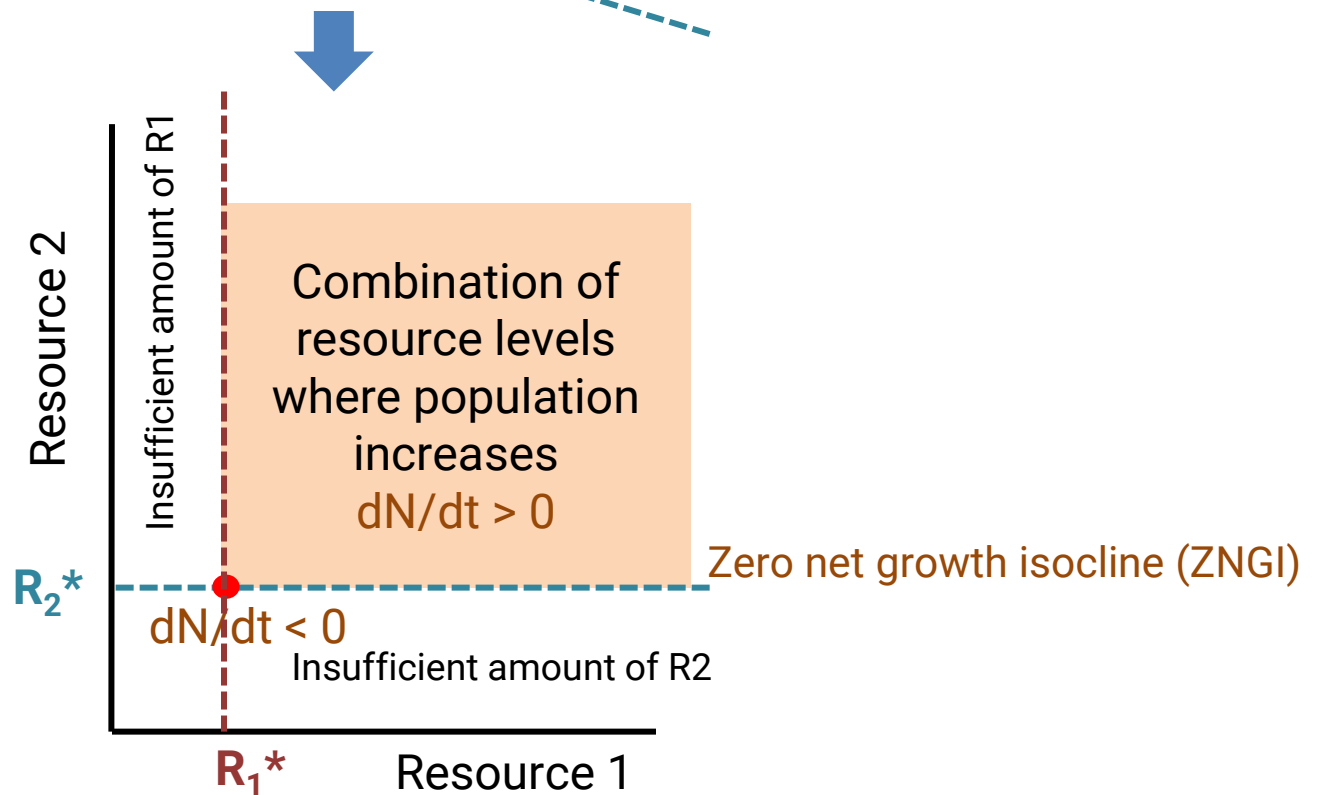 Resource 2
Insufficient amount of R1
Combination of
resource levels
where population
increases
dN/dt > 0
Zero net growth isocline (ZNGI)
R₂*
dN/dt < 0
Insufficient amount of R2
R₁*
Resource 1